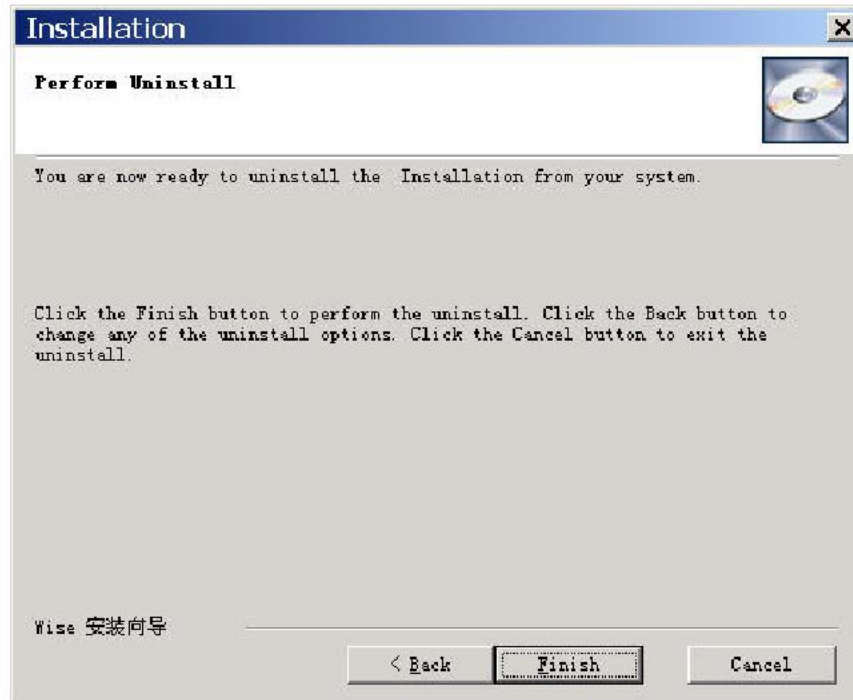 Installation
Perform Uninstall
You are now ready to uninstall the  Installation from your system.
Click the Finish button to perform the uninstall. Click the Back button to
change any of the uninstall options. Click the Cancel button to exit the
uninstall.
Wise 安装向导
< Back
Finish
Cancel